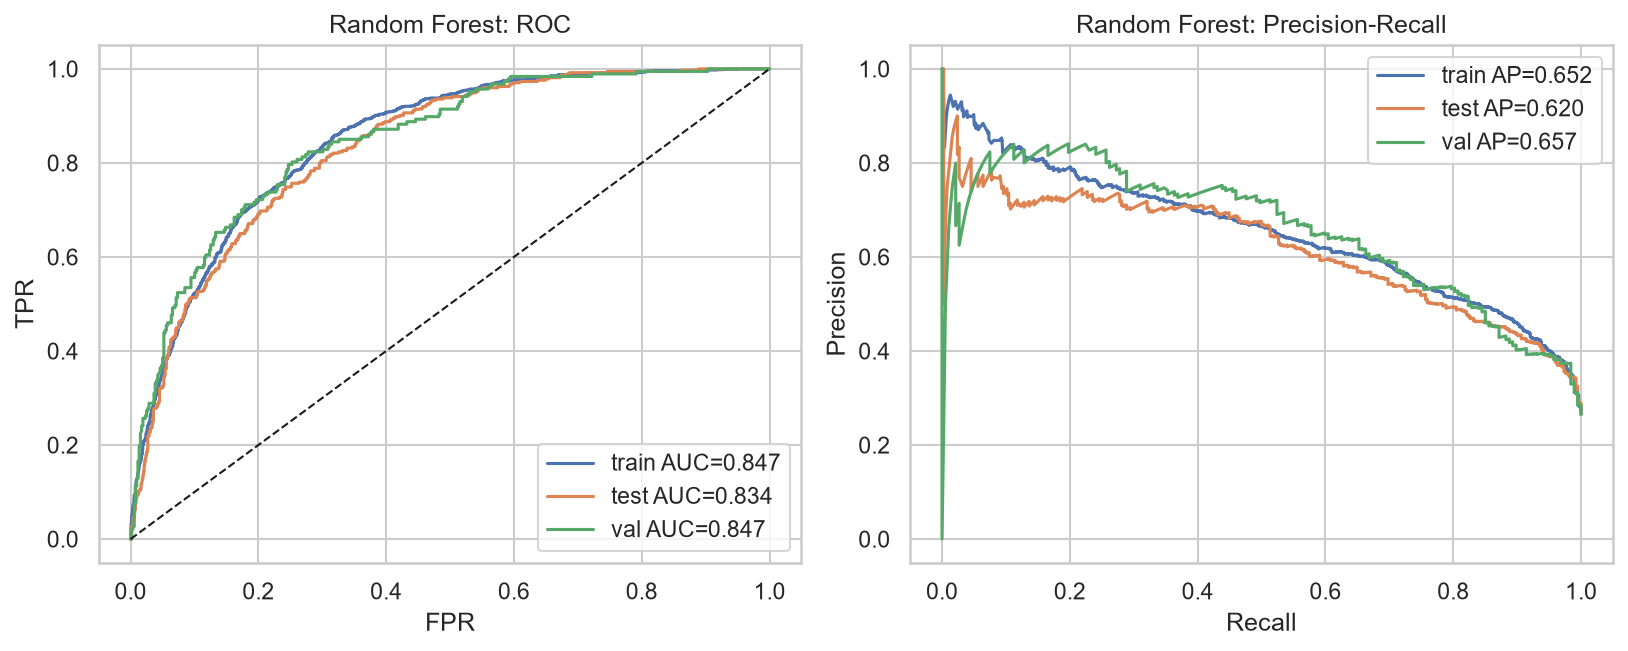 Random Forest: ROC
TPR
1.0
0.8
0.6
0.4
0.2
0.0
train AUC=0.847
test AUC=0.834
val AUC=0.847
0.0 0.2 0.4 0.6 0.8 1.0
FPR
Random Forest: Precision-Recall
Precision
1.0
0.8
0.6
0.4
0.2
0.0
train AP=0.652
test AP=0.620
val AP=0.657
0.0 0.2 0.4 0.6 0.8 1.0
Recall